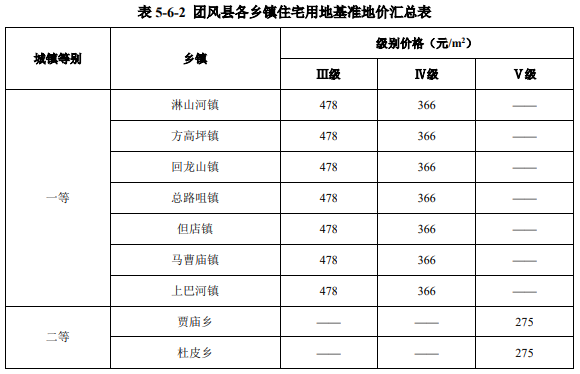 表 5-6-2 团风县各乡镇住宅用地基准地价汇总表
城镇等别 乡镇 级别价格（元/m²）
Ⅲ级 Ⅳ级 Ⅴ级
一等
淋山河镇 478 366 ——
方高坪镇 478 366 ——
回龙山镇 478 366 ——
总路咀镇 478 366 ——
但店镇 478 366 ——
马曹庙镇 478 366 ——
上巴河镇 478 366 ——
二等
贾庙乡 —— —— 275
杜皮乡 —— —— 275